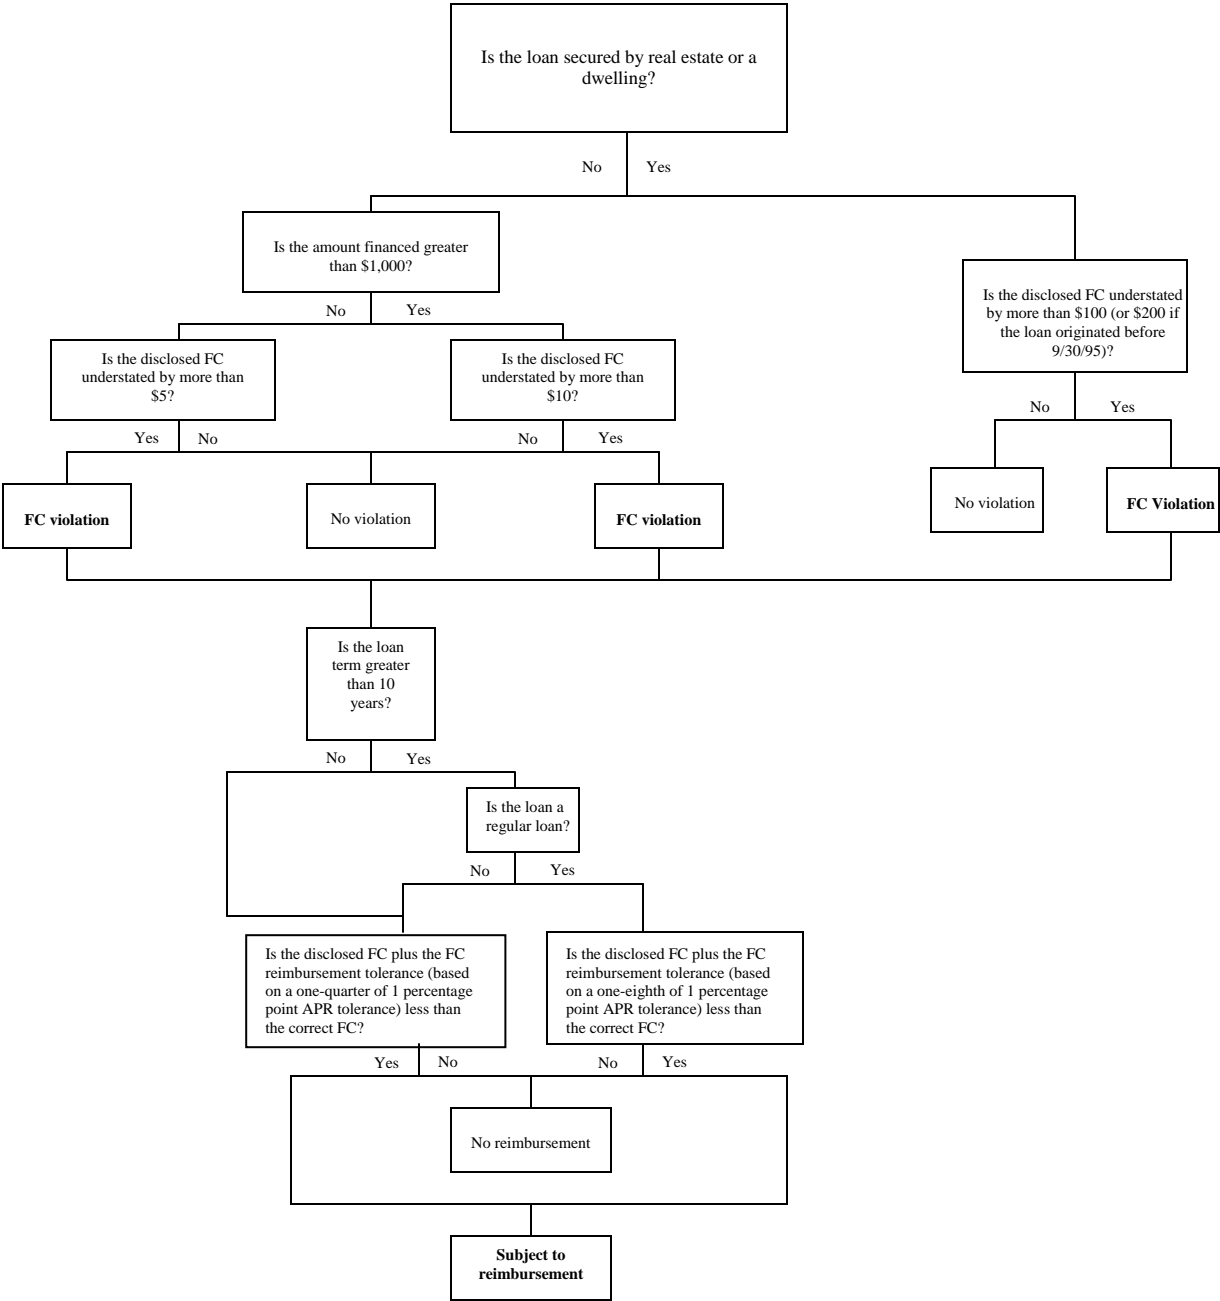 Is the loan secured by real estate or a
dwelling?
No
Yes
Is the amount financed greater
than $1,000?
Is the disclosed FC understated
by more than $100 (or $200 if
the loan originated before
9/30/95)?
No
Yes
Is the disclosed FC
understated by more than
$5?
Is the disclosed FC
understated by more than
$10?
No
Yes
Yes
No
No
Yes
FC violation
No violation
FC violation
No violation
FC Violation
Is the loan
term greater
than 10
years?
No
Yes
Is the loan a
regular loan?
No
Yes
Is the disclosed FC plus the FC
reimbursement tolerance (based
on a one-quarter of 1 percentage
point APR tolerance) less than
the correct FC?
Is the disclosed FC plus the FC
reimbursement tolerance (based
on a one-eighth of 1 percentage
point APR tolerance) less than
the correct FC?
Yes
No
No
Yes
No reimbursement
Subject to
reimbursement